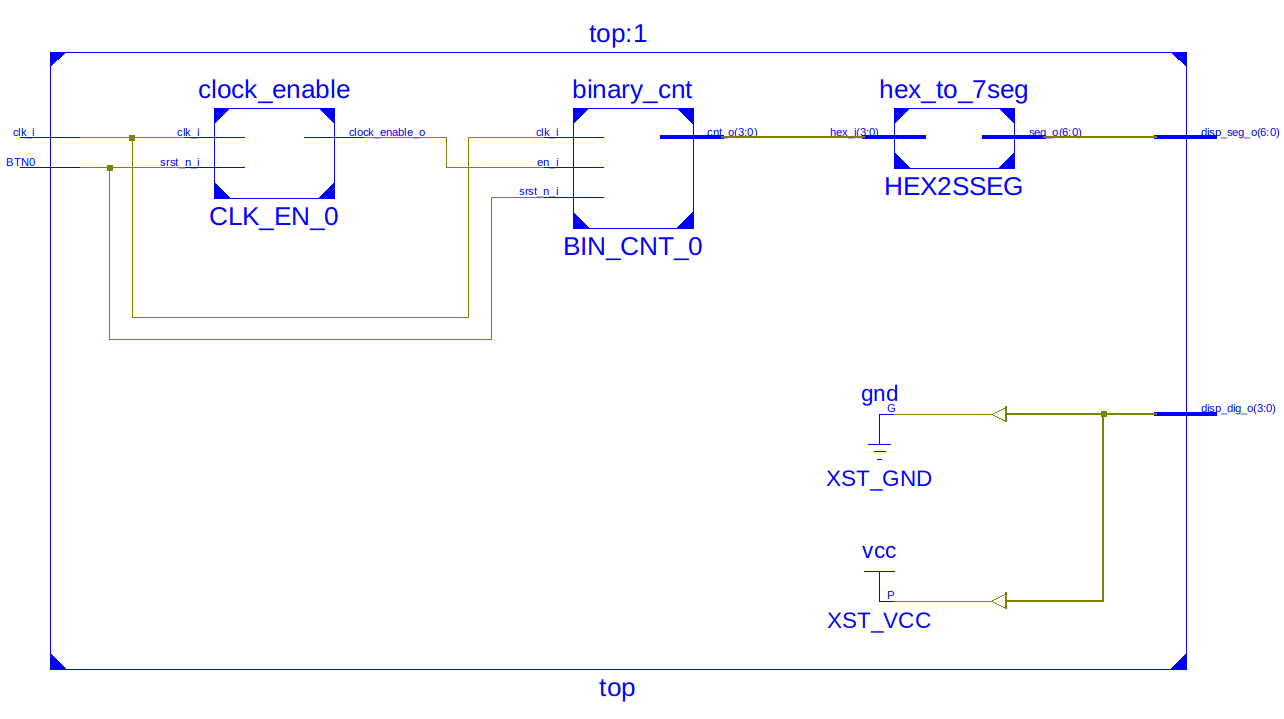 top:1
clock_enable
binary_cnt
hex_to_7seg
clk_i
clk_i
clock_enable_o
clk_i
cnt_o(3:0)
hex_i(3:0)
seg_o(6:0)
disp_seg_o(6:0)
BTN0
srst_n_i
en_i
srst_n_i
HEX2SSEG
CLK_EN_0
BIN_CNT_0
gnd
G
disp_dig_o(3:0)
XST_GND
vcc
P
XST_VCC
top